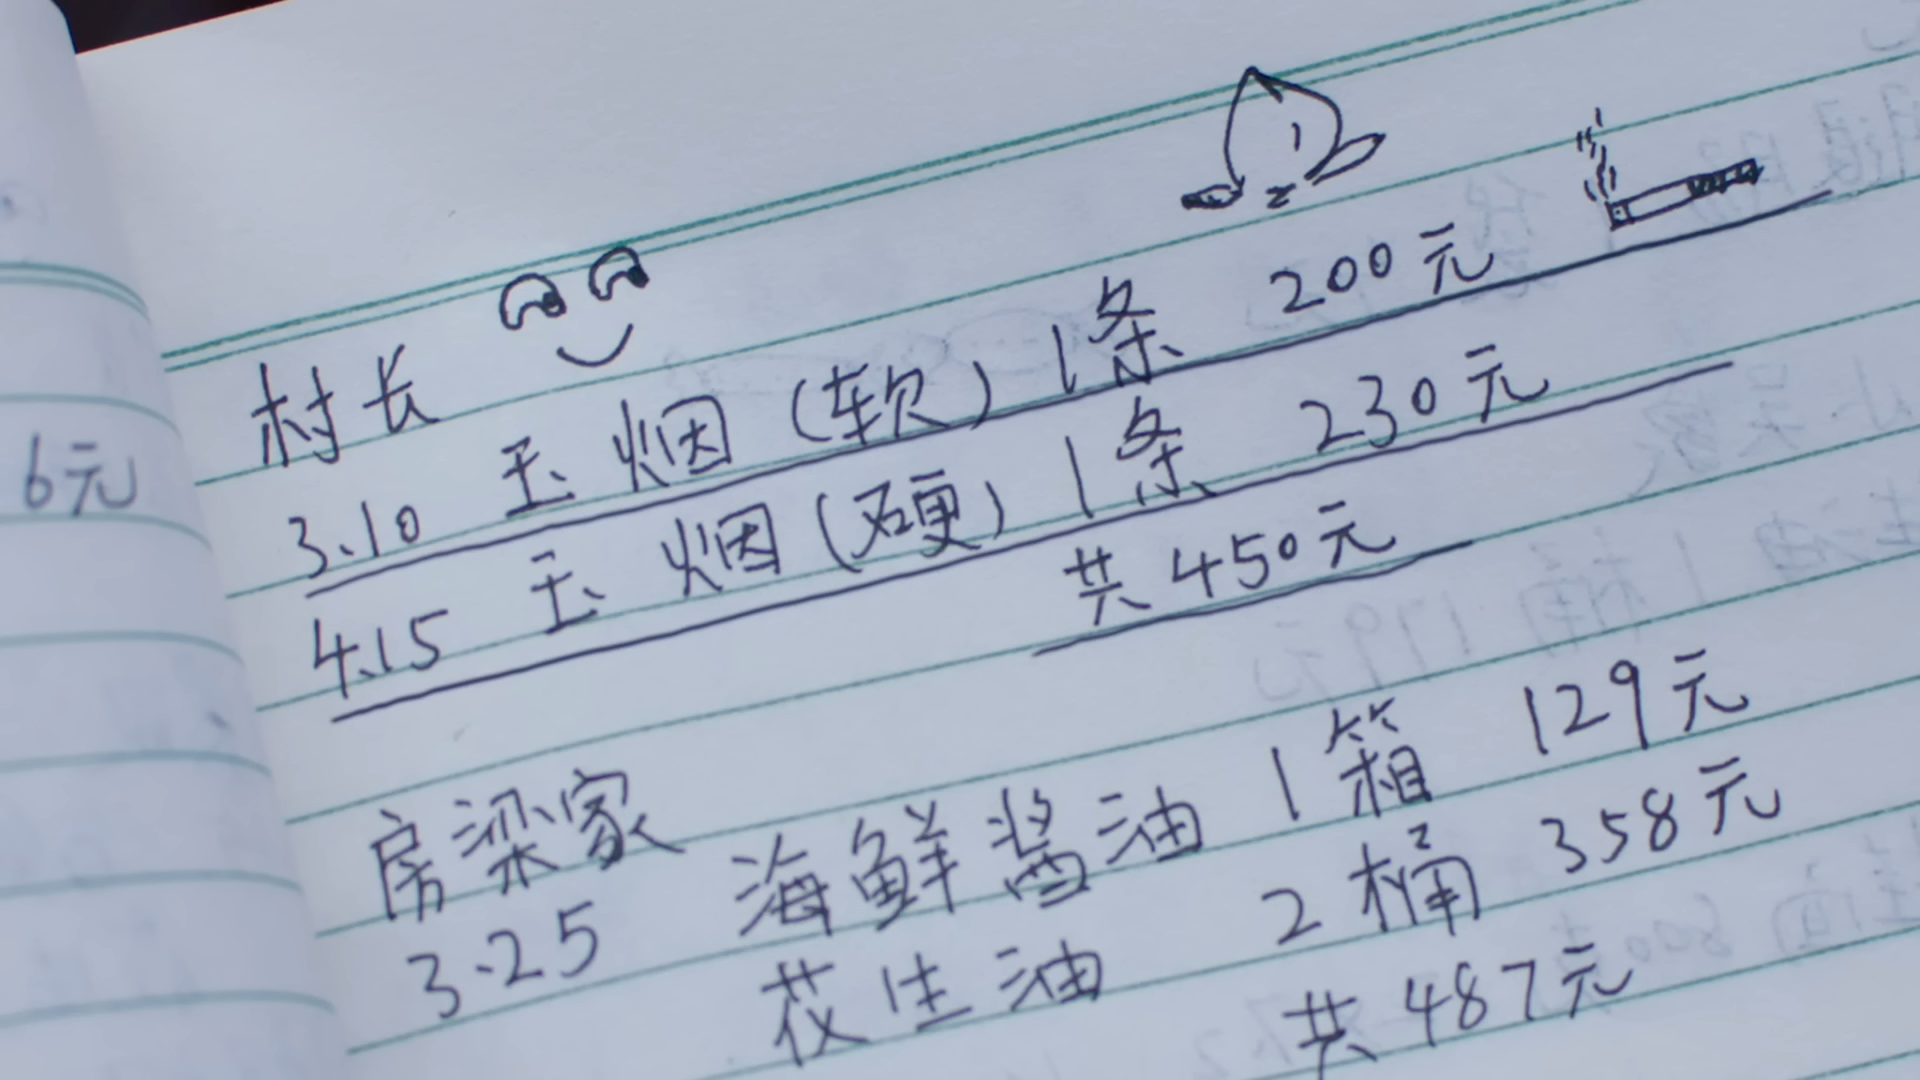 6元
村长
3.10 玉烟(软) 1条 200元
4.15 玉烟(硬) 1条 230元
共450元
房梁家
3.25 海鲜酱油 1箱 129元
花生油 2桶 358元
共487元